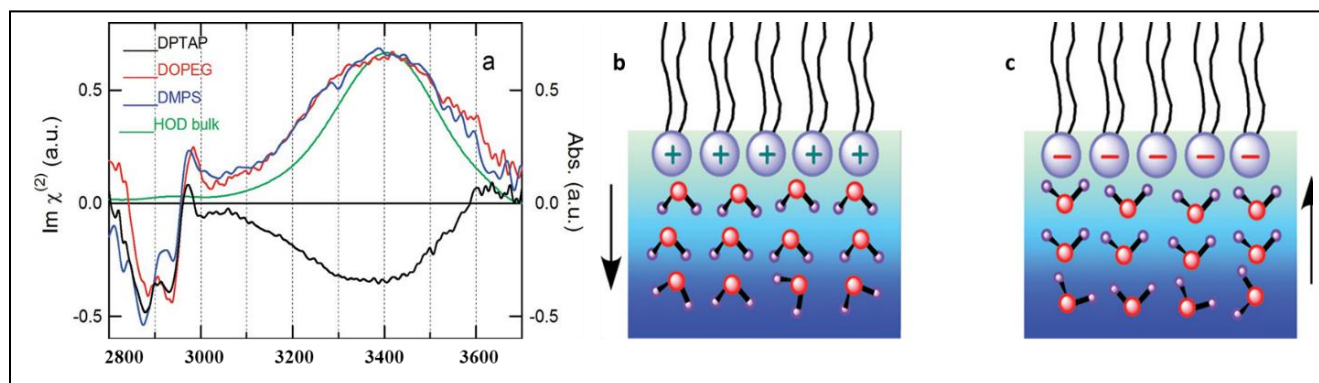 DPTAP
DOPEG
DMPS
HOD bulk
a
Im χ(2) (a.u.)
0.5
0.0
-0.5
0.5
0.0
-0.5
Abs. (a.u.)
2800 3000 3200 3400 3600
b
+ + + + +
c
− − − − −